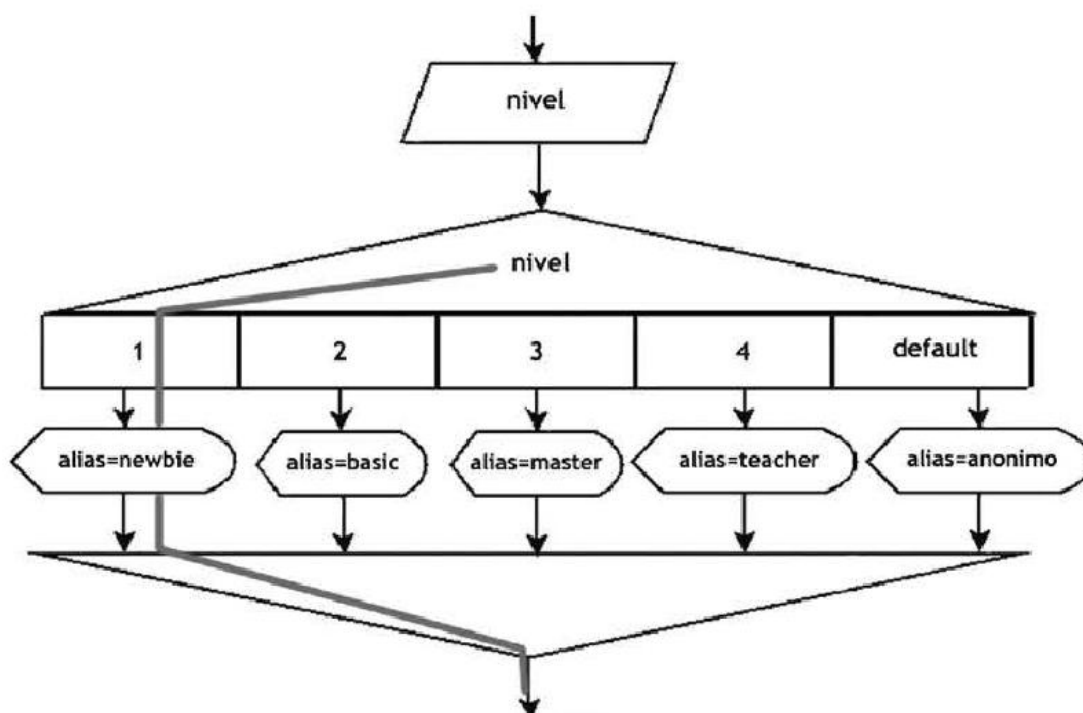 nivel
nivel
1 2 3 4 default
alias=newbie alias=basic alias=master alias=teacher alias=anonimo